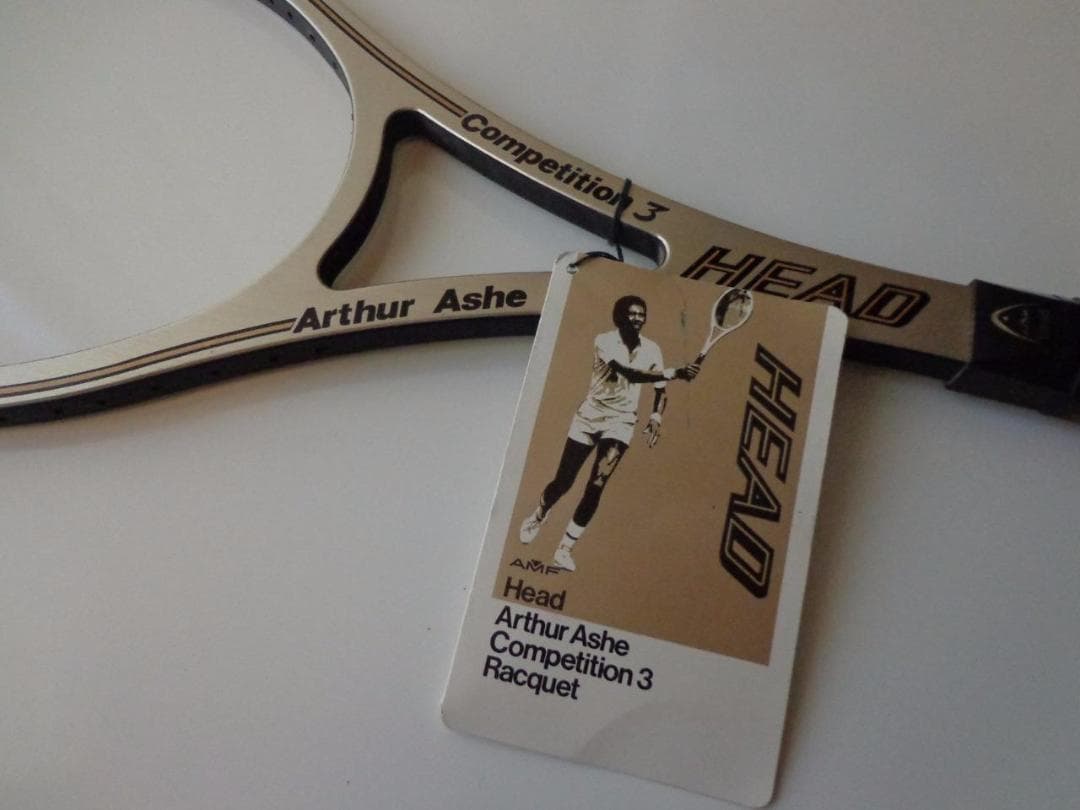 Competition 3
HEAD
Arthur Ashe
HEAD
AMF
Head
Arthur Ashe
Competition 3
Racquet